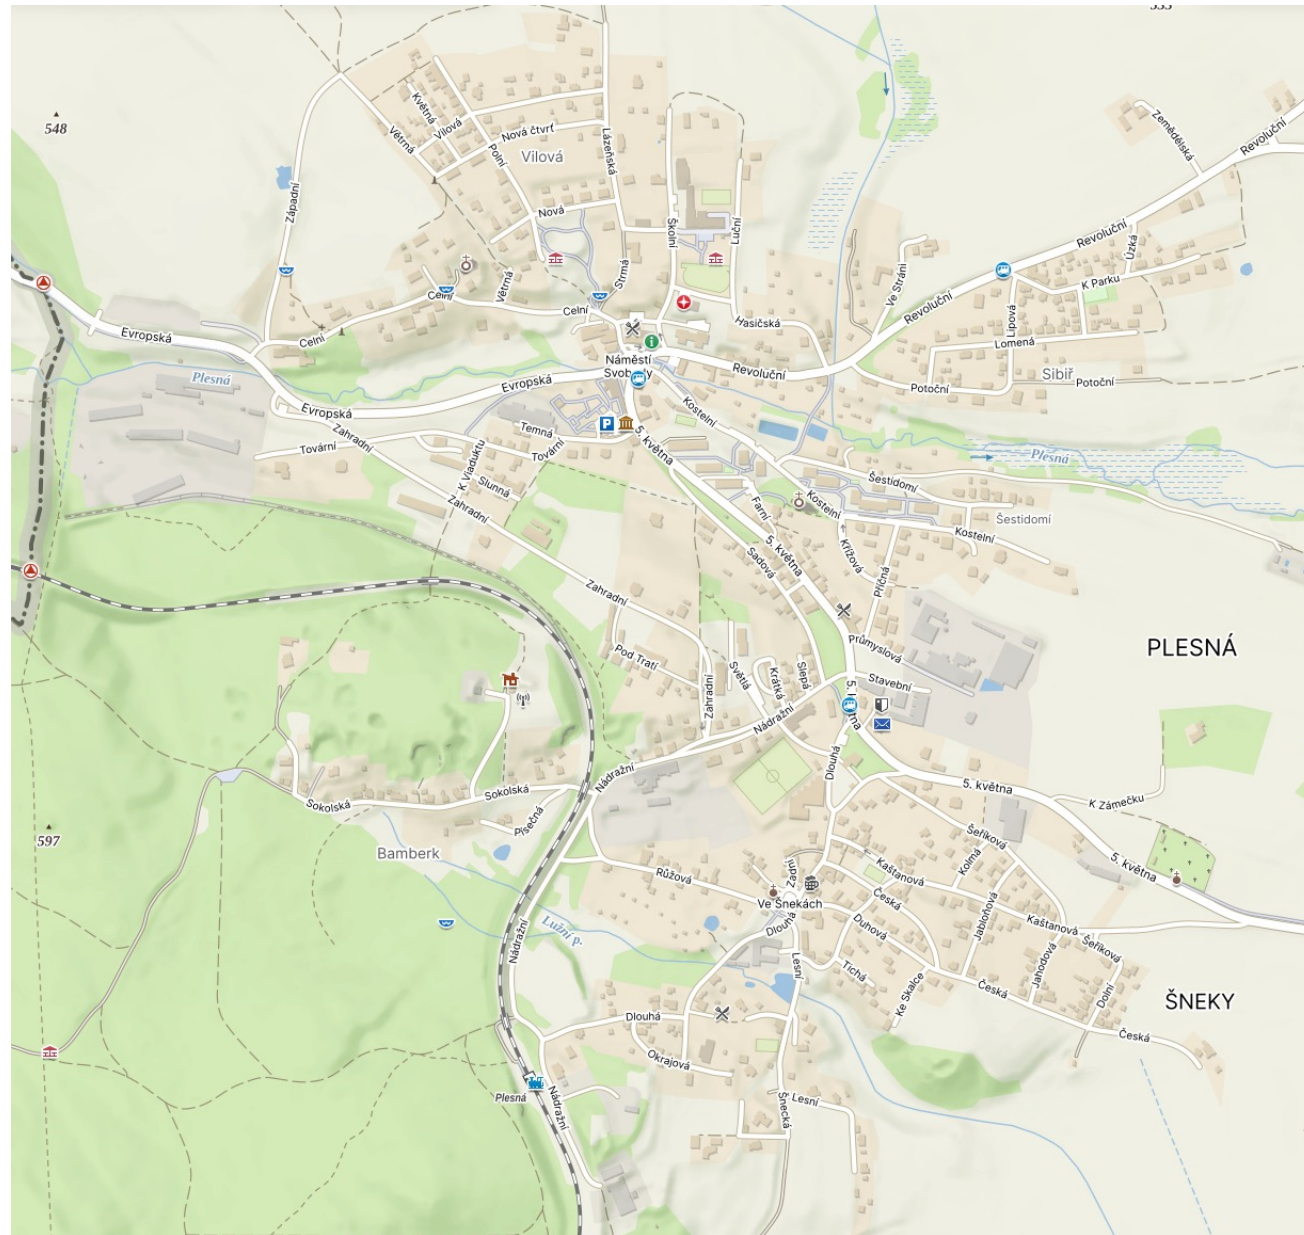 548
Květná
Vilová
Větrná
Polní
Nová čtvrť
Vilová
Lázeňská
Zemědělská
Revoluční
Západní
Nová
Strmá
Školní
Luční
Revoluční
Úzká
Ve Stráni
K Parku
Celní
Větrná
Celní
Revoluční
Lipová
Hasičská
Evropská
Celní
Lomená
Náměstí
Svobody
Revoluční
Sibiř
Plesná
Evropská
Potoční
Potoční
Evropská
Kostelní
Zahradní
Temná
P
5. května
Tovární
Tovární
K Viaduktu
Plesná
Slunná
Šestidomí
Zahradní
Farní
Kostelní
Šestidomí
Kostelní
Křížová
5. května
Sadová
Příčná
Zahradní
Průmyslová
PLESNÁ
Pod Tratí
Světlá
Krátká
Slepá
Stavební
Zahradní
5. května
Nádražní
Dlouhá
Nádražní
5. května
Sokolská
Sokolská
K Zámečku
Písečná
597
Šeříková
Bamberk
Kolmá
5. května
Zapadní
Kaštanová
Růžová
Ve Šnekách
Česká
Jabloňová
Kaštanová
Dlouhá
Duhová
Lužní p.
Šeříková
Nádražní
Lesní
Tichá
Jahodová
Ke Skalce
Česká
Dolní
ŠNEKY
Dlouhá
Česká
Okrajová
Plesná
Nádražní
Šnecká
Lesní